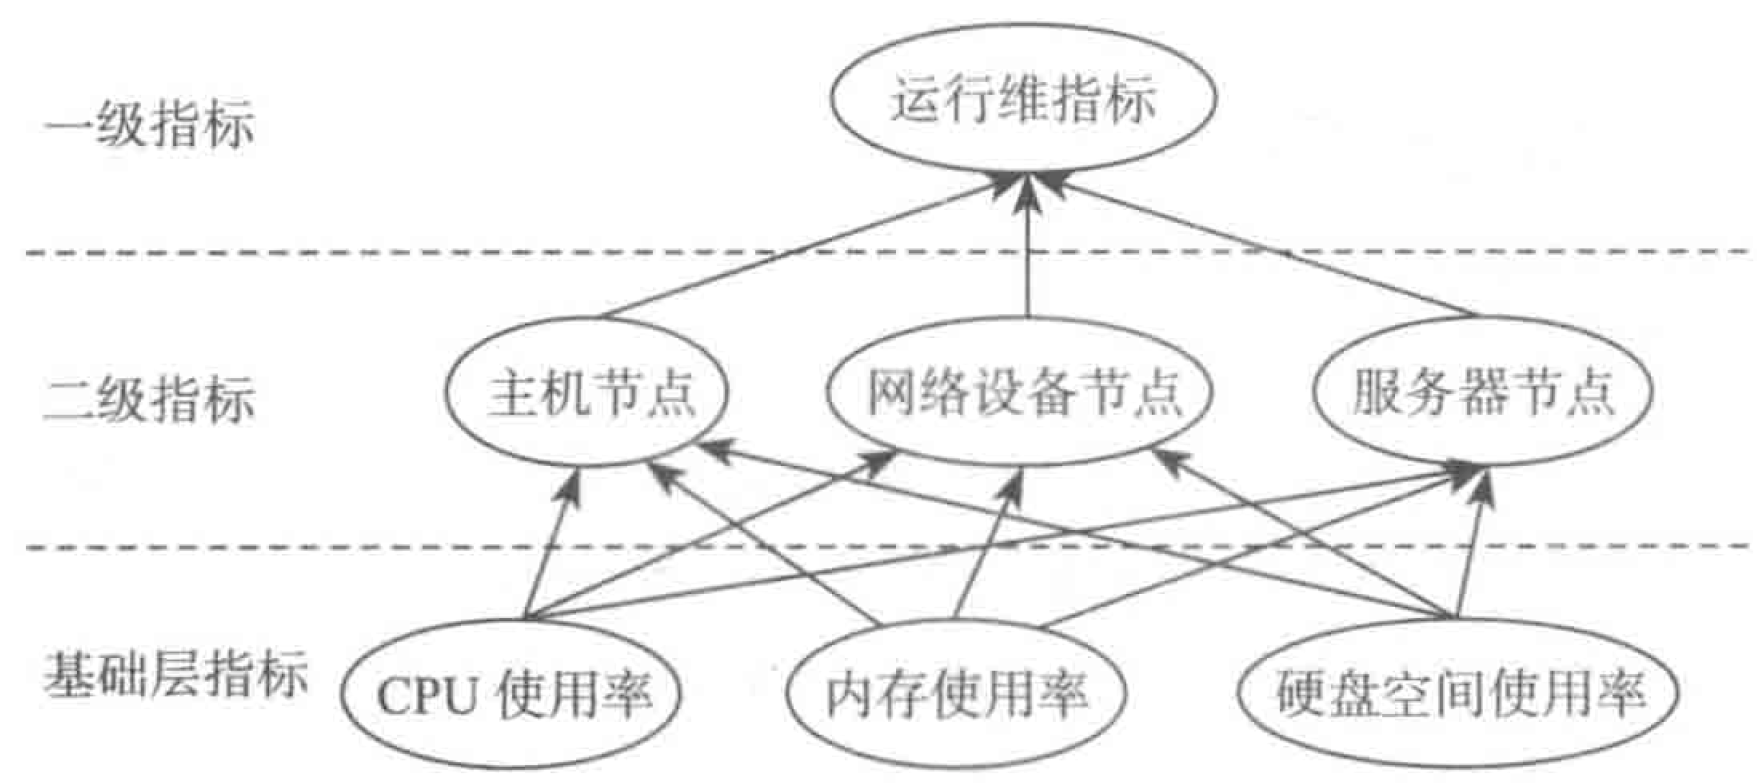 运行维指标
一级指标
二级指标
主机节点
网络设备节点
服务器节点
基础层指标
CPU 使用率
内存使用率
硬盘空间使用率